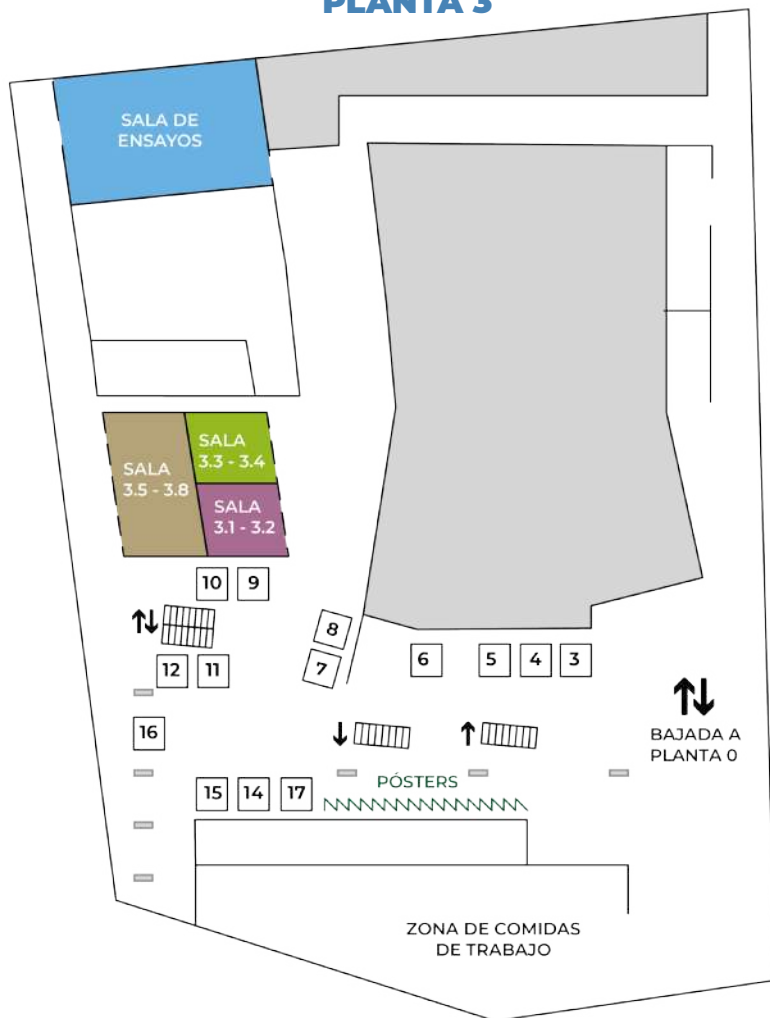 PLANTA 3
SALA DE
ENSAYOS
SALA
3.3 - 3.4
SALA
3.5 - 3.8
SALA
3.1 - 3.2
10
9
8
7
6
5
4
3
12
11
16
BAJADA A
PLANTA 0
PÓSTERS
15
14
17
ZONA DE COMIDAS
DE TRABAJO